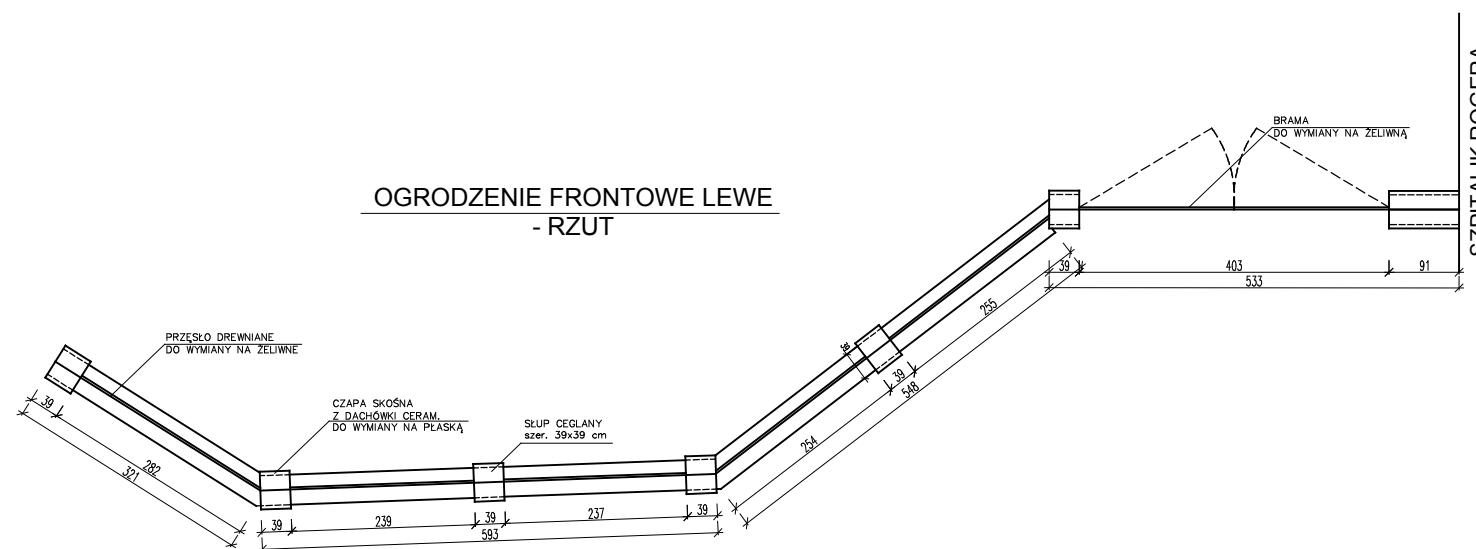 OGRODZENIE FRONTOWE LEWE
- RZUT
BRAMA
DO WYMIANY NA ŻELIWNĄ
SZPITALIK ROGERA
39
403
91
533
PRZĘSŁO DREWNIANE
DO WYMIANY NA ŻELIWNE
CZAPA SKOŚNA
Z DACHÓWKI CERAM.
DO WYMIANY NA PŁASKĄ
SŁUP CEGLANY
szer. 39x39 cm
39
282
321
39
239
39
237
39
593
254
39
255
548